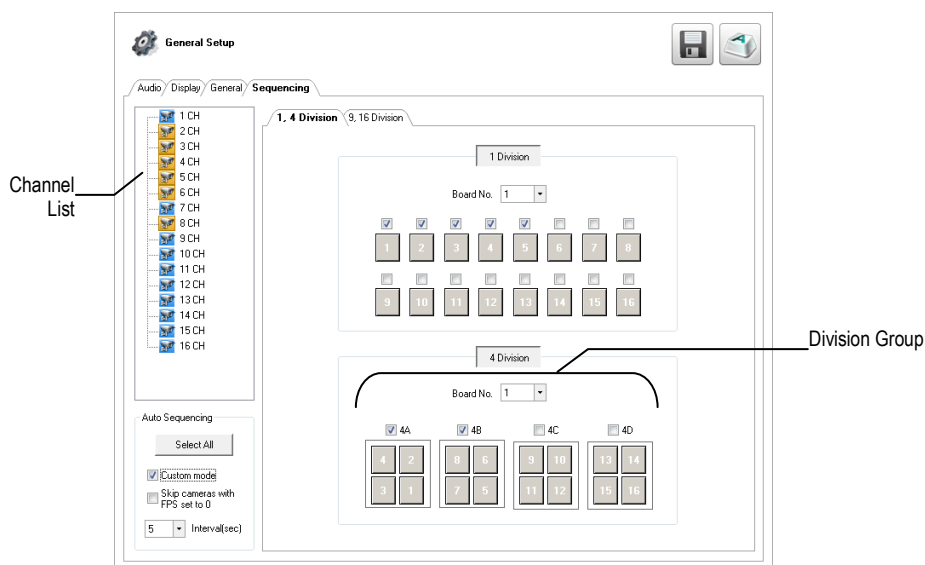 General Setup
Audio Display General Sequencing
1 CH
2 CH
3 CH
4 CH
5 CH
6 CH
7 CH
8 CH
9 CH
10 CH
11 CH
12 CH
13 CH
14 CH
15 CH
16 CH
Channel
List
Auto Sequencing
Select All
Custom mode
Skip cameras with
FPS set to 0
5 Interval(sec)
1, 4 Division 9, 16 Division
1 Division
Board No. 1
1 2 3 4 5 6 7 8
9 10 11 12 13 14 15 16
4 Division
Division Group
Board No. 1
4A 4B 4C 4D
4 2 8 6 9 10 13 14
3 1 7 5 11 12 15 16